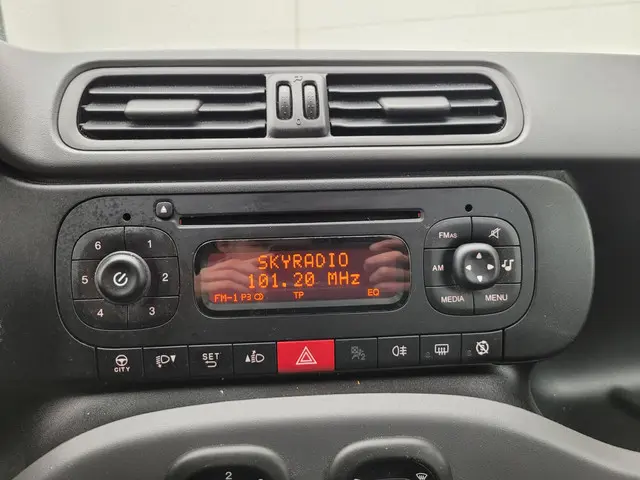 SKYRADIO
101.20 MHz
FM-1 P3 TP EQ
6 1
5 2
4 3
FMAS
AM
MEDIA MENU
CITY SET
2